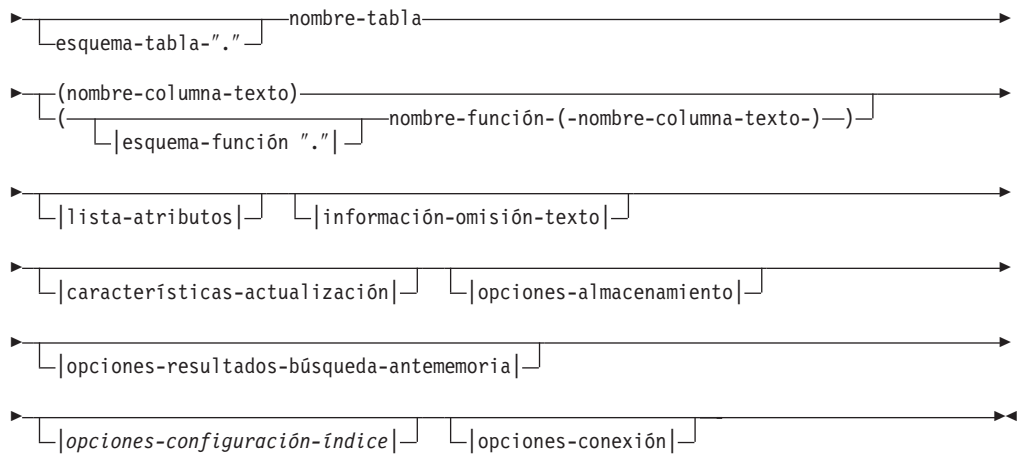 nombre-tabla
esquema-tabla-"."
(nombre-columna-texto)
( nombre-función-(-nombre-columna-texto-) )
|esquema-función "."|
|lista-atributos| |información-omisión-texto|
|características-actualización| |opciones-almacenamiento|
|opciones-resultados-búsqueda-antememoria|
|opciones-configuración-índice| |opciones-conexión|